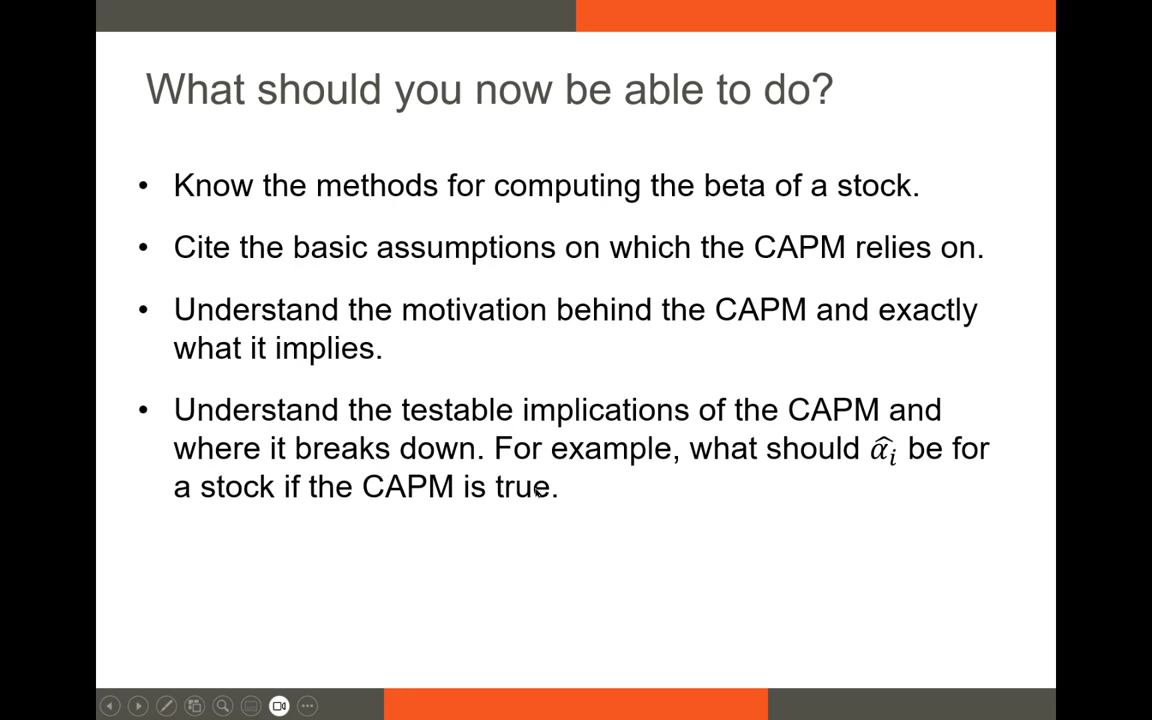 What should you now be able to do?
• Know the methods for computing the beta of a stock.
• Cite the basic assumptions on which the CAPM relies on.
• Understand the motivation behind the CAPM and exactly
what it implies.
• Understand the testable implications of the CAPM and
where it breaks down. For example, what should α̂ᵢ be for
a stock if the CAPM is true.